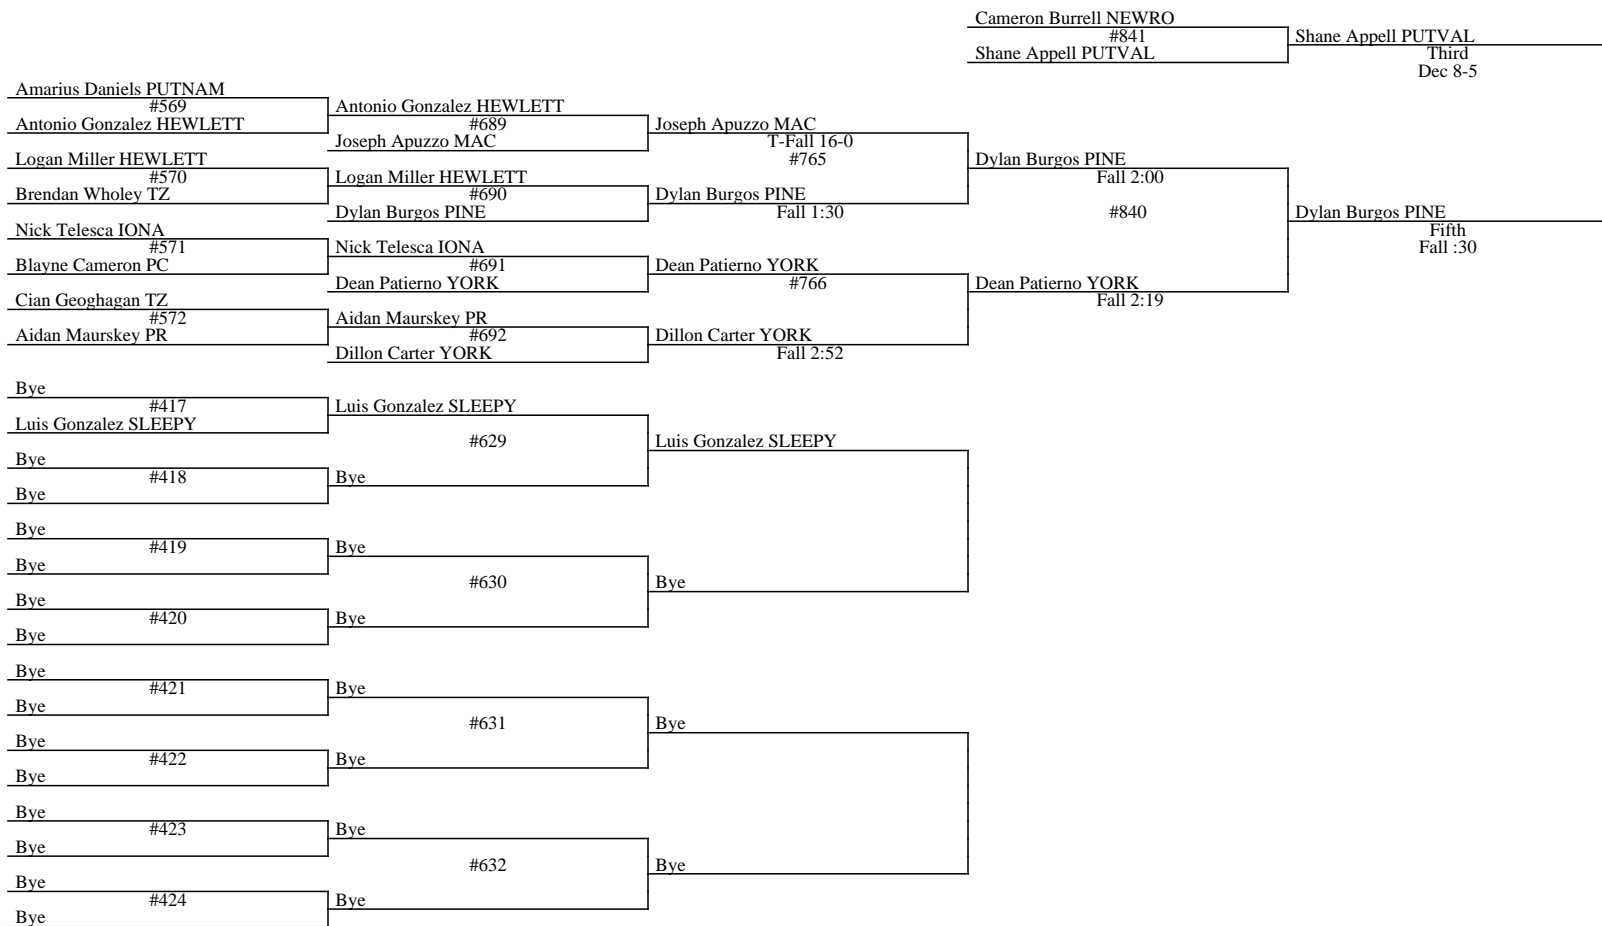 Cameron Burrell NEWRO
#841
Shane Appell PUTVAL
Shane Appell PUTVAL
Third
Dec 8-5
Amarius Daniels PUTNAM
#569
Antonio Gonzalez HEWLETT
Logan Miller HEWLETT
#570
Brendan Wholey TZ
Nick Telesca IONA
#571
Blayne Cameron PC
Cian Geoghagan TZ
#572
Aidan Maurskey PR
Antonio Gonzalez HEWLETT
#689
Joseph Apuzzo MAC
Logan Miller HEWLETT
#690
Dylan Burgos PINE
Nick Telesca IONA
#691
Dean Patierno YORK
Aidan Maurskey PR
#692
Dillon Carter YORK
Joseph Apuzzo MAC
T-Fall 16-0
#765
Dylan Burgos PINE
Fall 1:30
Dean Patierno YORK
#766
Dillon Carter YORK
Fall 2:52
Dylan Burgos PINE
Fall 2:00
#840
Dean Patierno YORK
Fall 2:19
Dylan Burgos PINE
Fifth
Fall :30
Bye
#417
Luis Gonzalez SLEEPY
Bye
#418
Bye
Bye
#419
Bye
Bye
#420
Bye
Bye
#421
Bye
Bye
#422
Bye
Bye
#423
Bye
Bye
#424
Bye
Luis Gonzalez SLEEPY
#629
Bye
Bye
#630
Bye
Bye
#631
Bye
Bye
#632
Bye
Luis Gonzalez SLEEPY
Bye
Bye
Bye